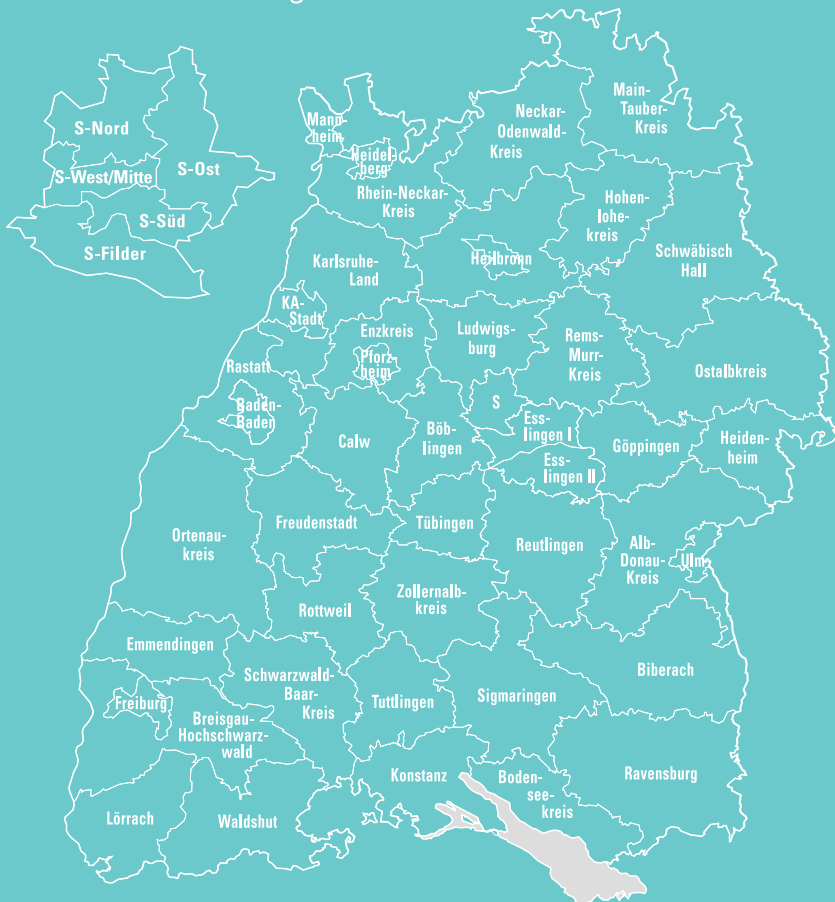 S-Nord
S-West/Mitte
S-Ost
S-Süd
S-Filder
Mann-
heim
Heidel-
berg
Rhein-Neckar-
Kreis
Neckar-
Odenwald-
Kreis
Main-
Tauber-
Kreis
Hohen-
lohe-
kreis
Schwäbisch
Hall
Heilbronn
Karlsruhe-
Land
KA-
Stadt
Enzkreis
Pforz-
heim
Ludwigs-
burg
Rems-
Murr-
Kreis
Ostalbkreis
Rastatt
Baden-
Baden
Calw
Böb-
lingen
S
Ess-
lingen I
Ess-
lingen II
Göppingen
Heiden-
heim
Ortenau-
kreis
Freudenstadt
Tübingen
Reutlingen
Alb-
Donau-
Kreis
Ulm
Rottweil
Zollernalb-
kreis
Emmendingen
Schwarzwald-
Baar-
Kreis
Tuttlingen
Sigmaringen
Biberach
Freiburg
Breisgau-
Hochschwarz-
wald
Konstanz
Boden-
see-
kreis
Ravensburg
Lörrach
Waldshut